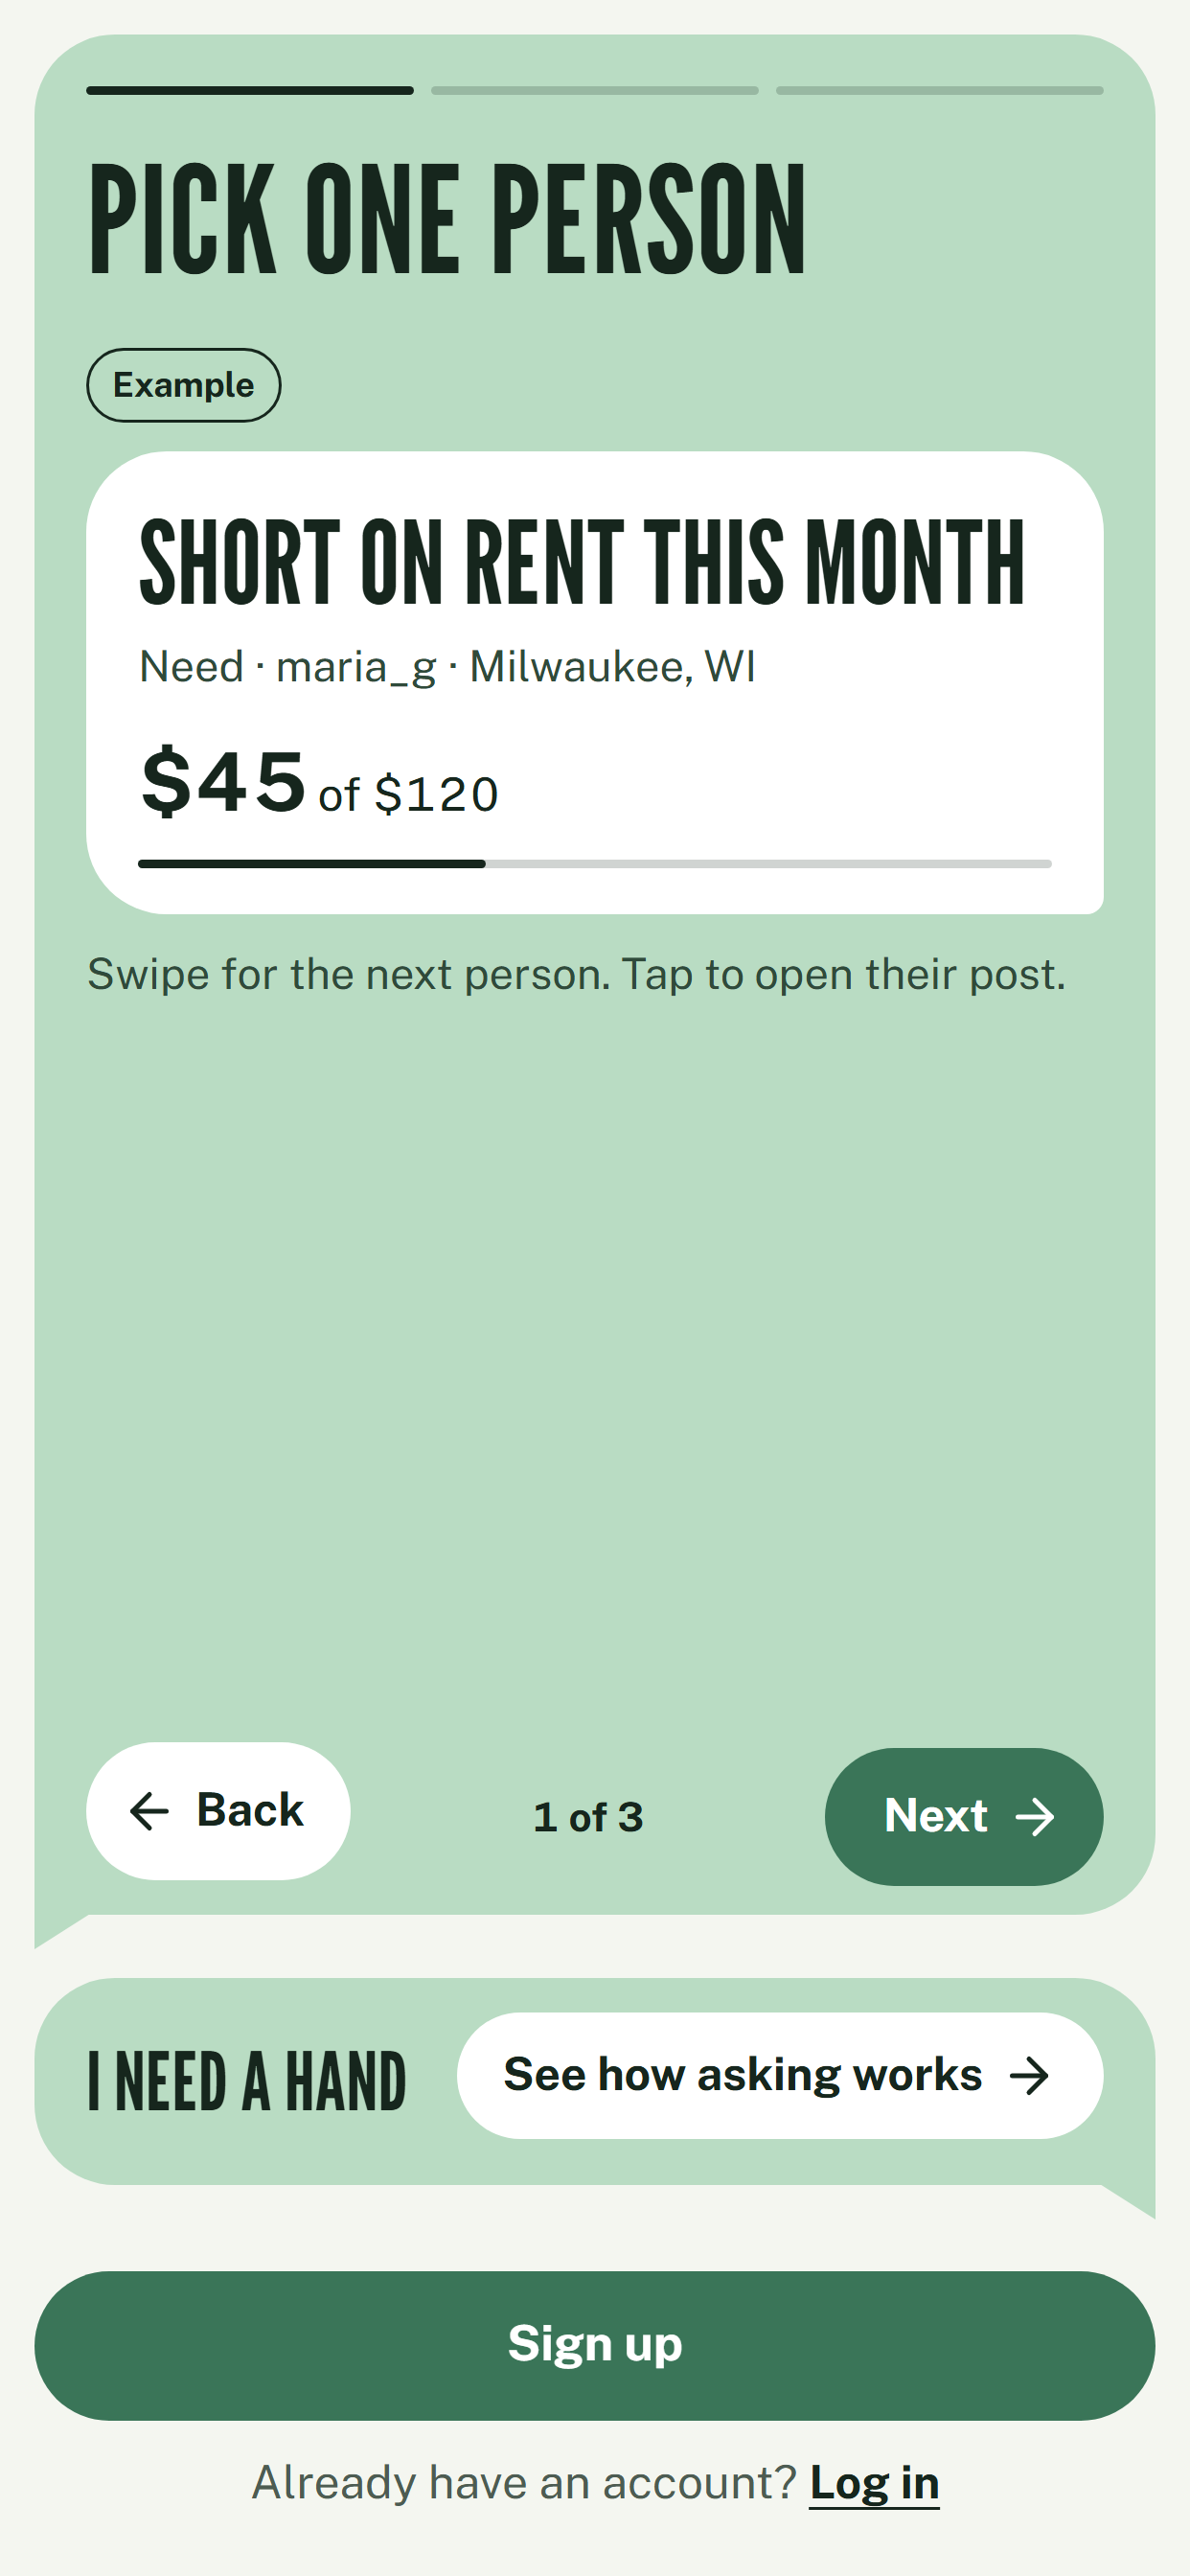 PICK ONE PERSON
Example
SHORT ON RENT THIS MONTH
Need · maria_g · Milwaukee, WI
$45 of $120
Swipe for the next person. Tap to open their post.
Back
1 of 3
Next
I NEED A HAND
See how asking works
Sign up
Already have an account? Log in